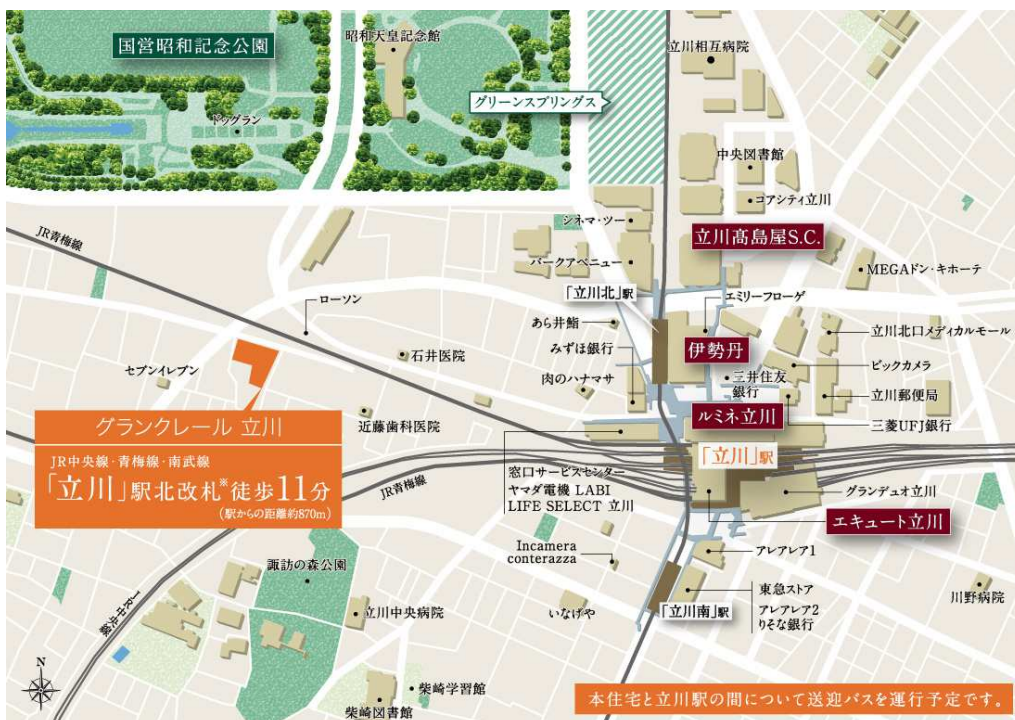 国営昭和記念公園
昭和天皇記念館
ドッグラン
グリーンスプリングス
立川相互病院
中央図書館
コアシティ立川
シネマ・ツー
立川髙島屋S.C.
パークアベニュー
MEGAドン・キホーテ
JR青梅線
「立川北」駅
エミリーフローゲ
ローソン
あら井鮨
立川北口メディカルモール
石井医院
みずほ銀行
伊勢丹
ビックカメラ
セブンイレブン
肉のハナマサ
三井住友
銀行
立川郵便局
ルミネ立川
三菱UFJ銀行
近藤歯科医院
グランクレール 立川
JR中央線・青梅線・南武線
「立川」駅北改札※徒歩11分
(駅からの距離約870m)
「立川」駅
窓口サービスセンター
ヤマダ電機 LABI
LIFE SELECT 立川
JR青梅線
グランデュオ立川
エキュート立川
Incamera
conterazza
アレアレア1
諏訪の森公園
東急ストア
アレアレア2
りそな銀行
「立川南」駅
川野病院
JR中央線
立川中央病院
いなげや
N
柴崎学習館
柴崎図書館
本住宅と立川駅の間について送迎バスを運行予定です。